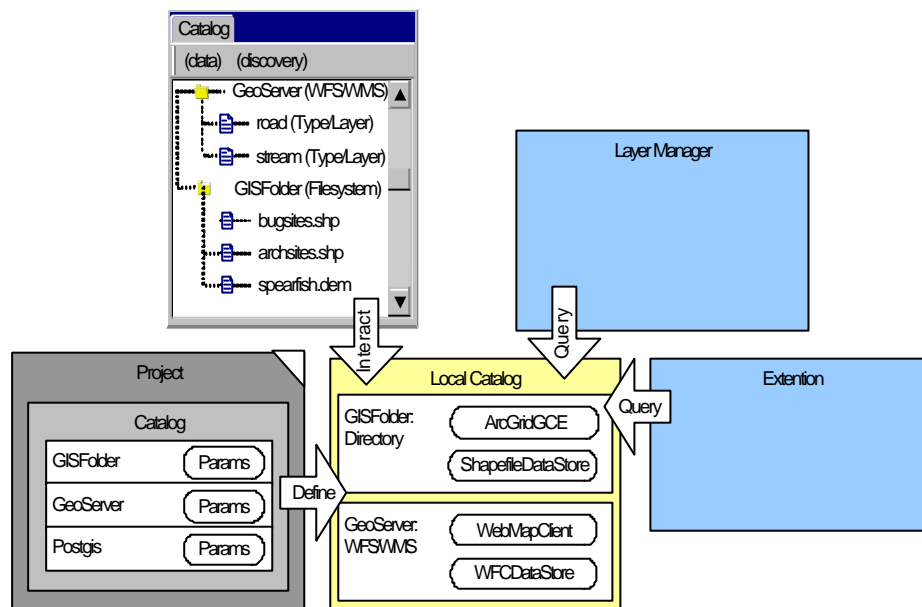 Catalog
(data) (discovery)
GeoServer (WFS/WMS)
road (Type/Layer)
stream (Type/Layer)
GISFolder (Filesystem)
bugsites.shp
archsites.shp
spearfish.dem
Layer Manager
Interact
Query
Project
Catalog
GISFolder
Params
GeoServer
Params
Postgis
Params
Define
Local Catalog
GISFolder:
Directory
ArcGridGCE
ShapefileDataStore
GeoServer:
WFSWMS
WebMapClient
WFCDataStore
Query
Extention